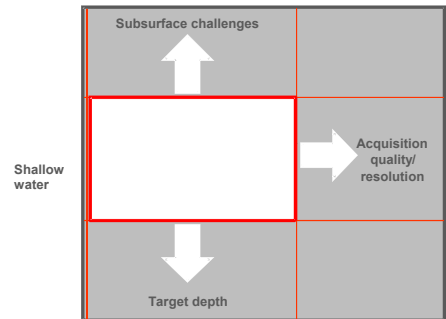 Subsurface challenges
Acquisition
quality/
resolution
Shallow
water
Target depth